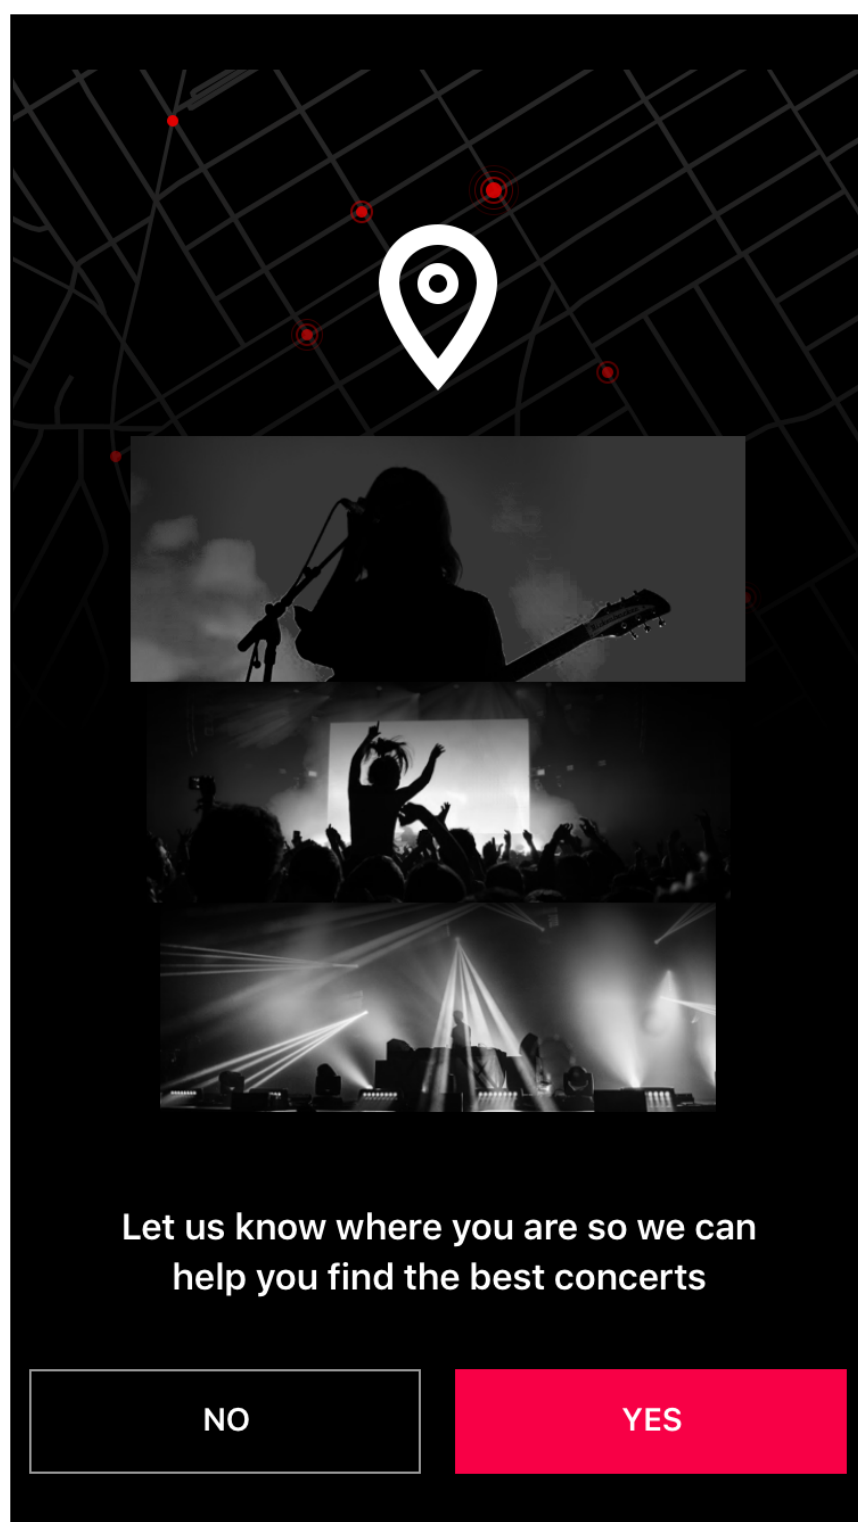 Let us know where you are so we can
help you find the best concerts
NO
YES